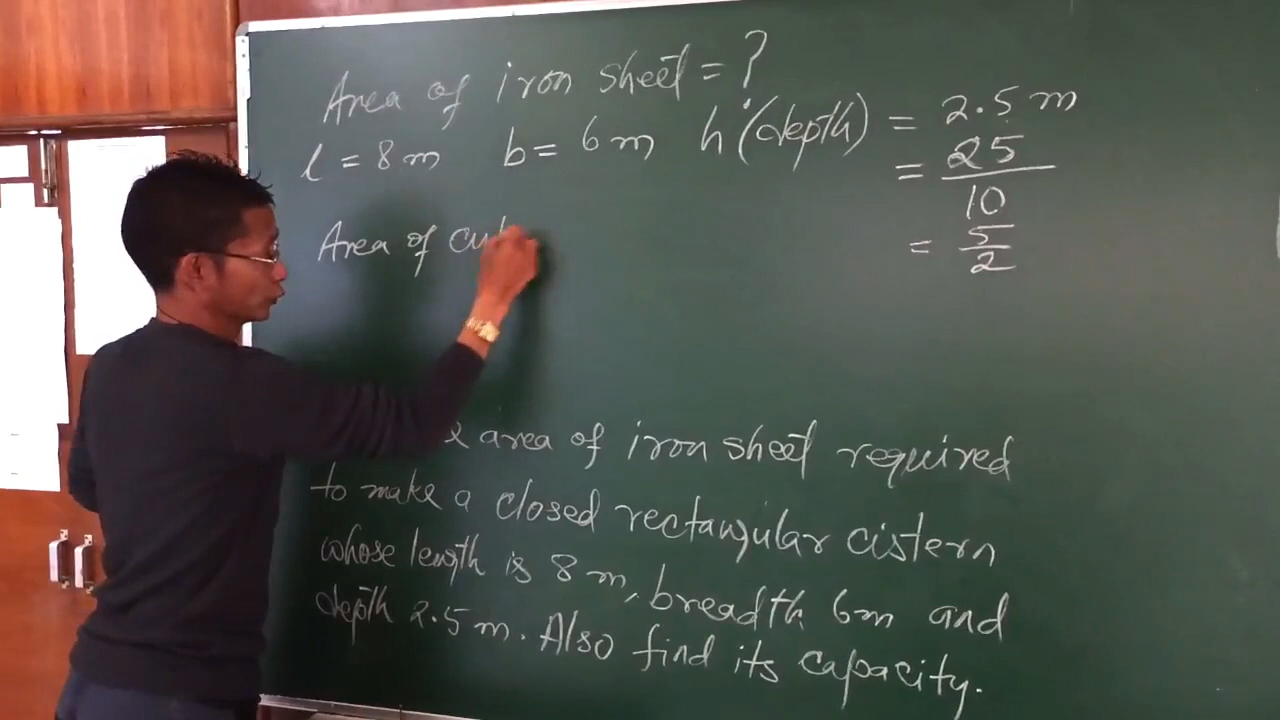 Area of iron sheet = ?
l = 8 m b = 6 m h (depth) = 2.5 m
= 25
10
= 5
2
Area of
area of iron sheet required
to make a closed rectangular cistern
whose length is 8 m, breadth 6m and
depth 2.5 m. Also find its capacity.